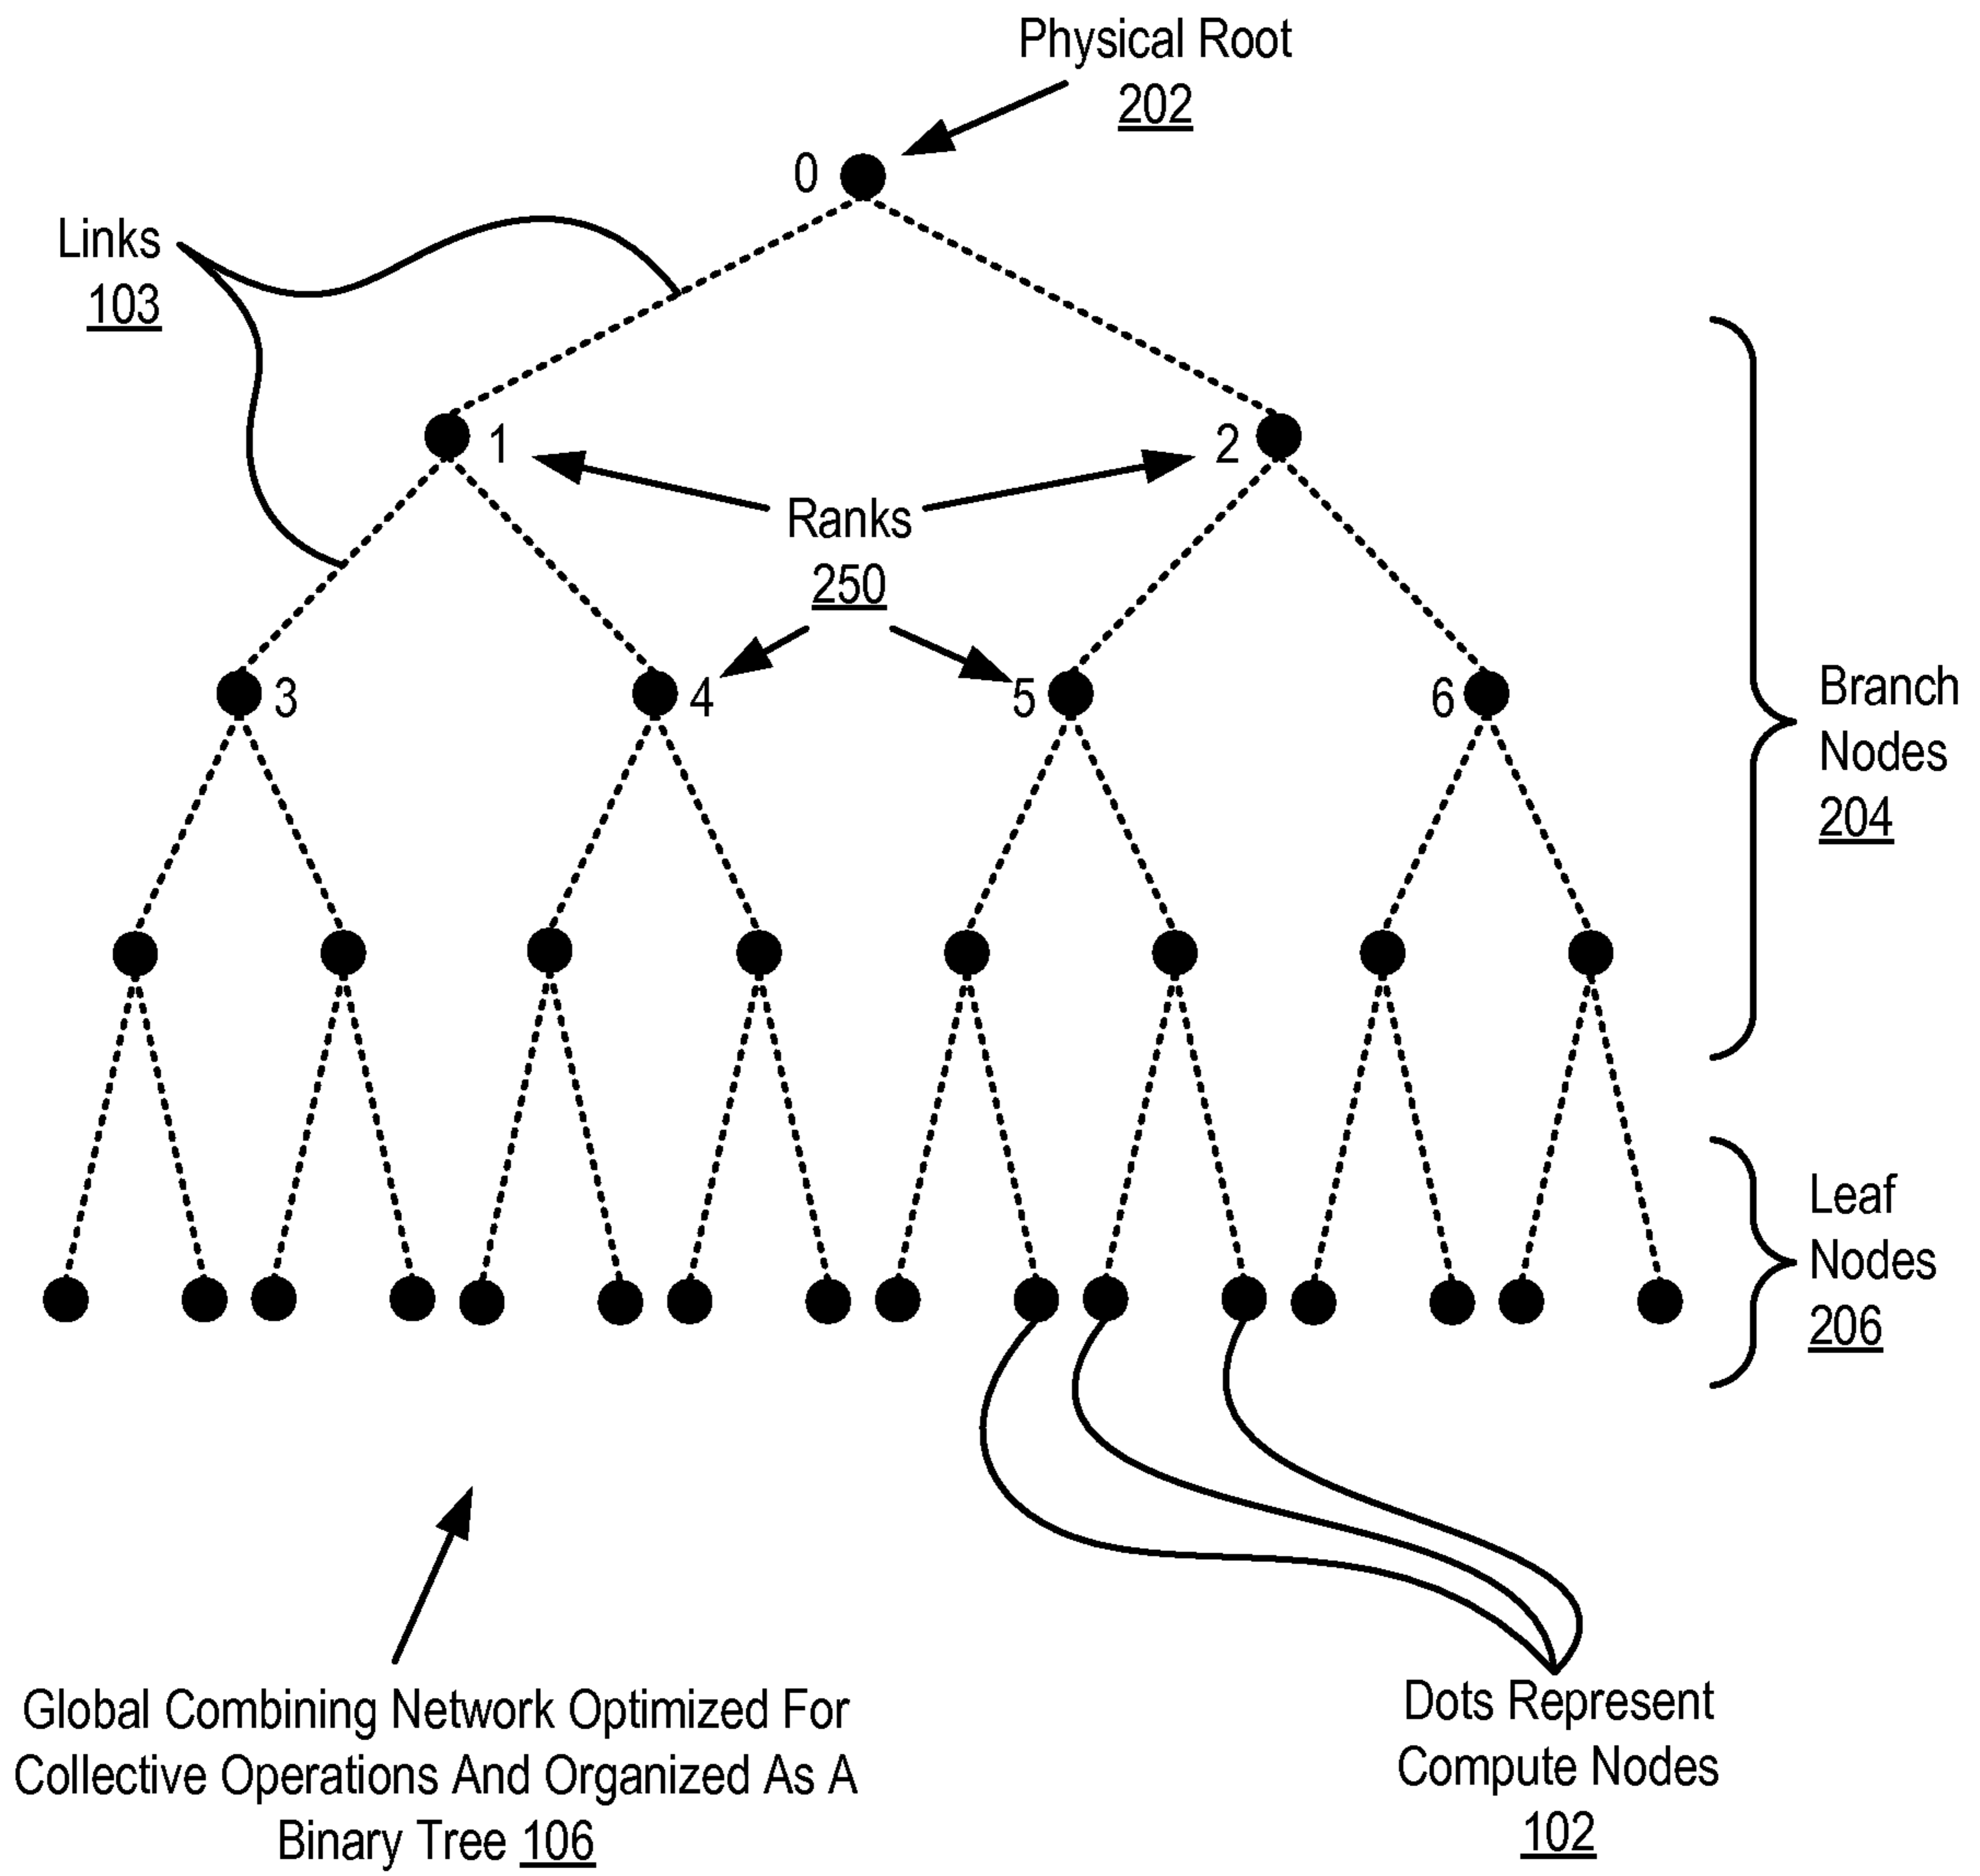 Physical Root
202
0
Links
103
1
2
Ranks
250
3
4
5
6
Branch
Nodes
204
Leaf
Nodes
206
Global Combining Network Optimized For
Collective Operations And Organized As A
Binary Tree 106
Dots Represent
Compute Nodes
102